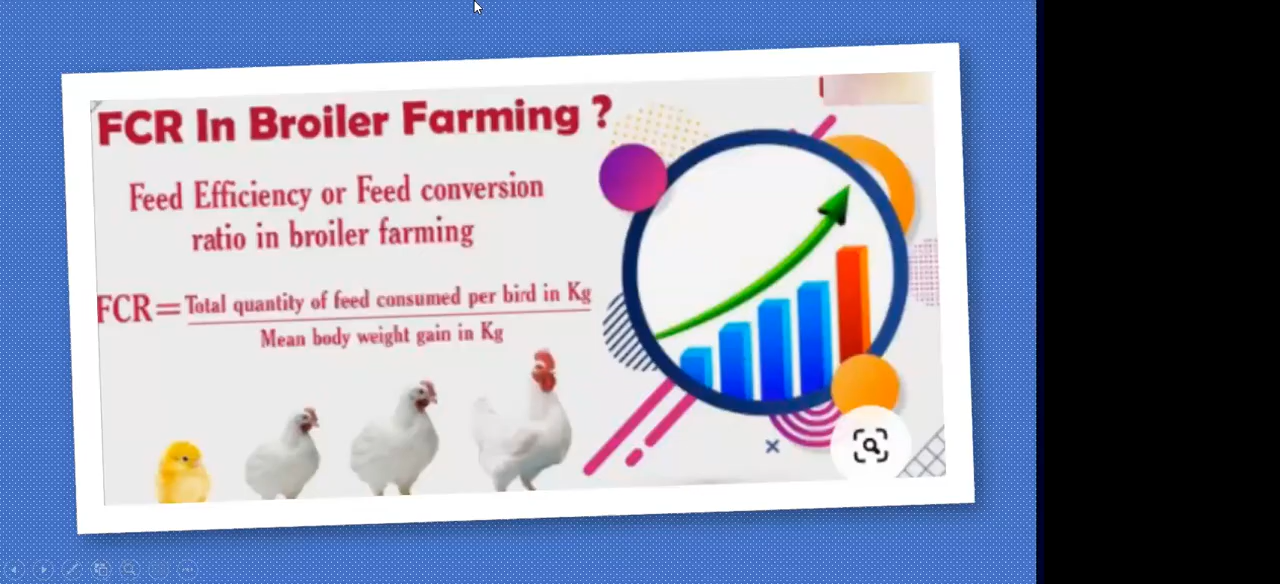 FCR In Broiler Farming ?
Feed Efficiency or Feed conversion
ratio in broiler farming
FCR = Total quantity of feed consumed per bird in Kg
Mean body weight gain in Kg